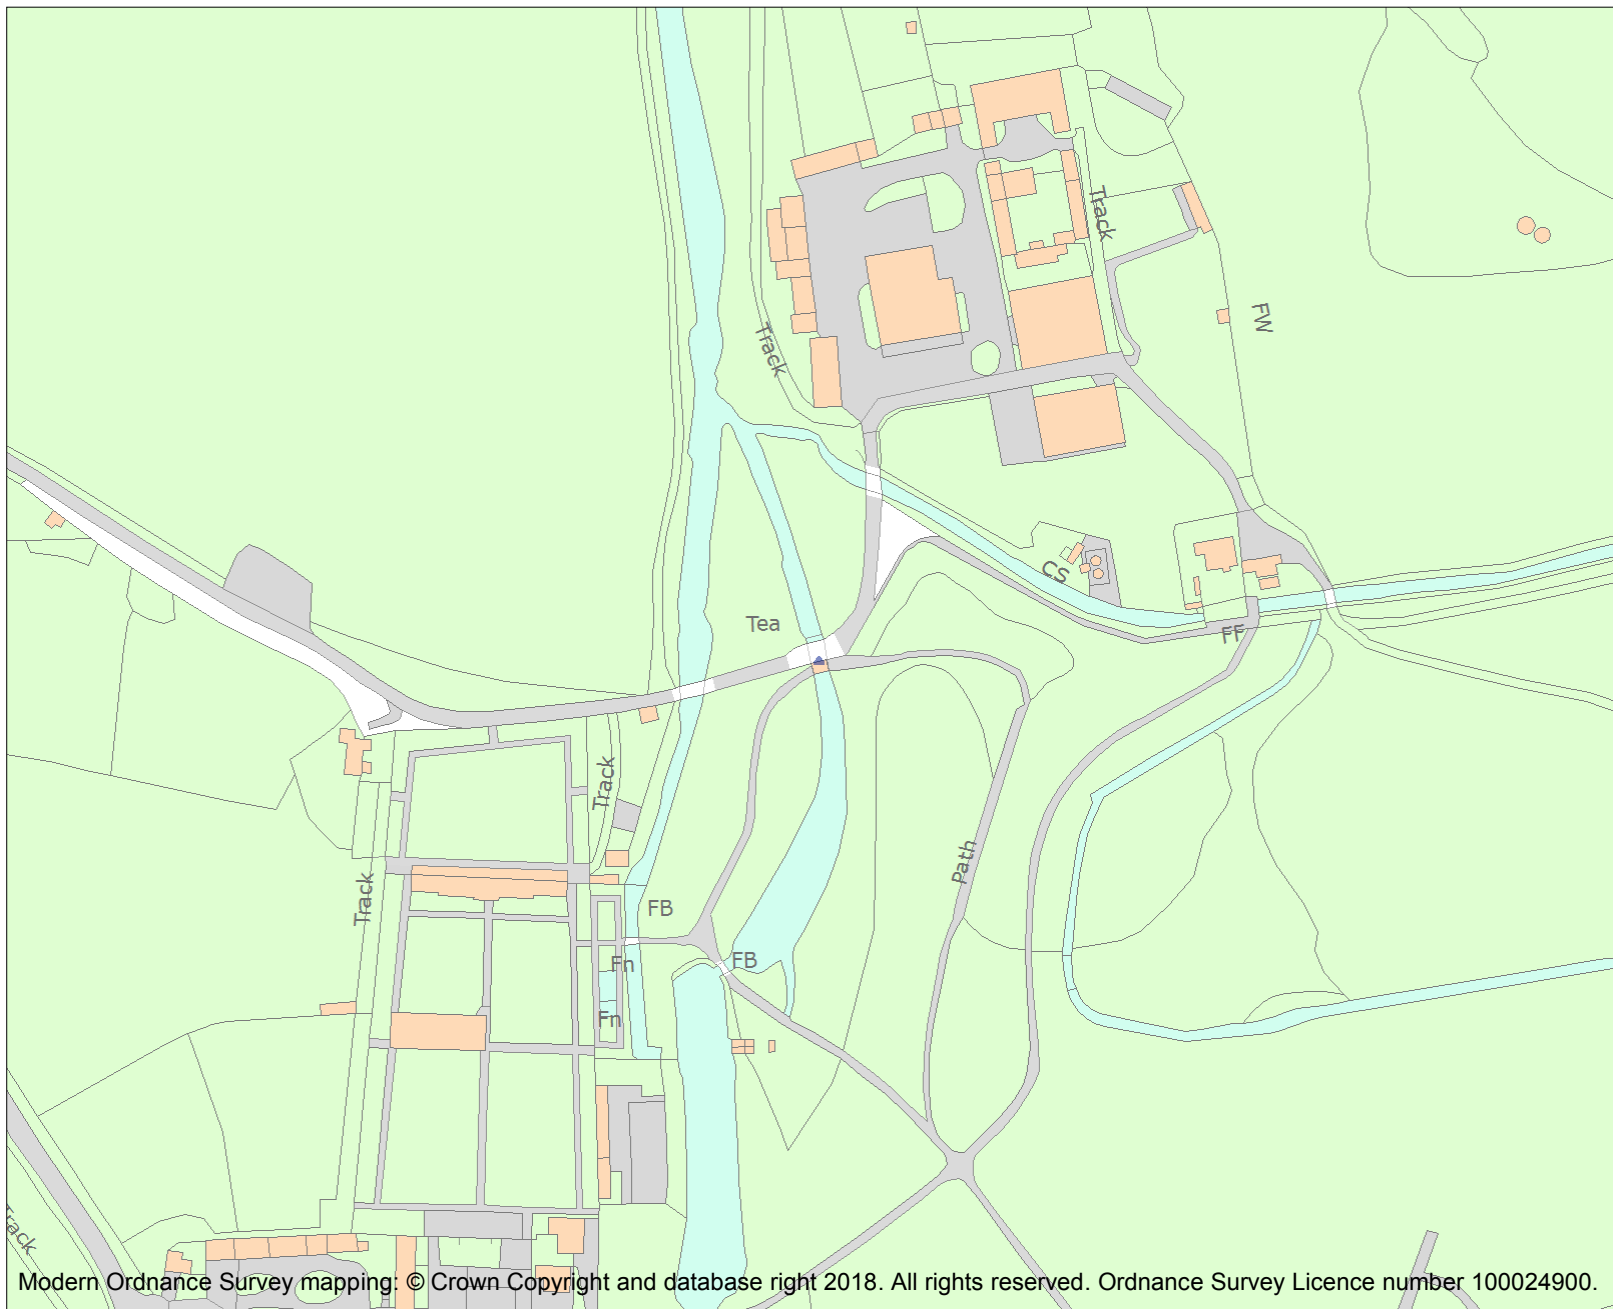 Track
FW
Track
CS
Tea
FF
Track
Path
Track
FB
FB
Fn
Fn
Track
Modern Ordnance Survey mapping: © Crown Copyright and database right 2018. All rights reserved. Ordnance Survey Licence number 100024900.